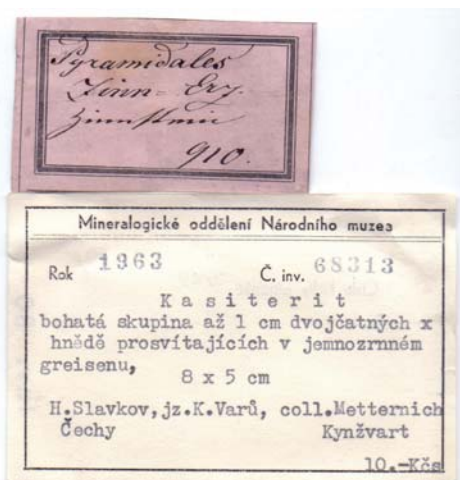 Pyramidales
Zinn-Erz.
Zinnstein
910.
Mineralogické oddělení Národního muzea
Rok 1963 Č. inv. 68313
Kasiterit
bohatá skupina až 1 cm dvojčatných x
hnědě prosvítajících v jemnozrnném
greisenu,
8 x 5 cm
H.Slavkov,jz.K.Varů, coll.Metternich
Čechy Kynžvart
10.-Kčs